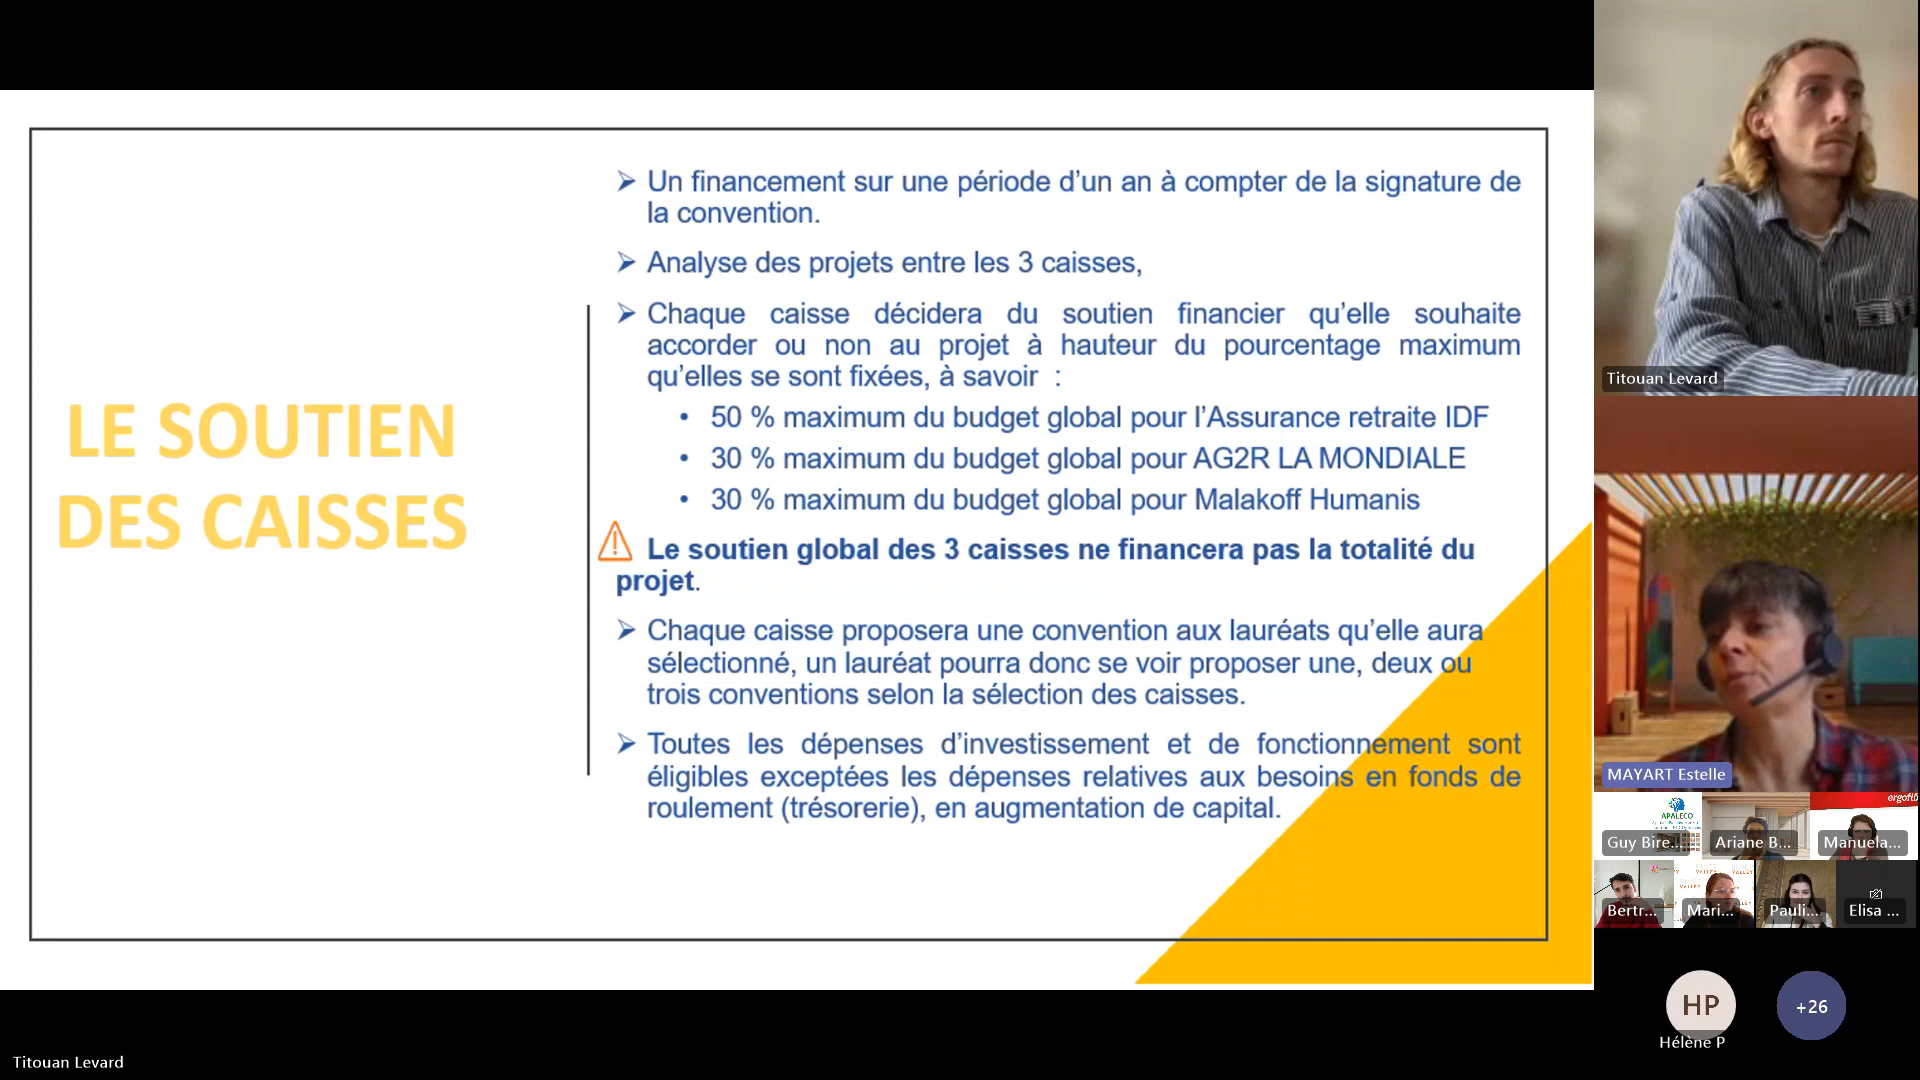 LE SOUTIEN
DES CAISSES
➢ Un financement sur une période d’un an à compter de la signature de
la convention.
➢ Analyse des projets entre les 3 caisses,
➢ Chaque caisse décidera du soutien financier qu’elle souhaite
accorder ou non au projet à hauteur du pourcentage maximum
qu’elles se sont fixées, à savoir :
• 50 % maximum du budget global pour l’Assurance retraite IDF
• 30 % maximum du budget global pour AG2R LA MONDIALE
• 30 % maximum du budget global pour Malakoff Humanis
Le soutien global des 3 caisses ne financera pas la totalité du
projet.
➢ Chaque caisse proposera une convention aux lauréats qu’elle aura
sélectionné, un lauréat pourra donc se voir proposer une, deux ou
trois conventions selon la sélection des caisses.
➢ Toutes les dépenses d’investissement et de fonctionnement sont
éligibles exceptées les dépenses relatives aux besoins en fonds de
roulement (trésorerie), en augmentation de capital.
Titouan Levard
MAYART Estelle
APALECO
Guy Bire...
Ariane B...
Manuela...
VALLEY
Bertr...
Mari...
Pauli...
Elisa ...
HP
+26
Hélène P
Titouan Levard